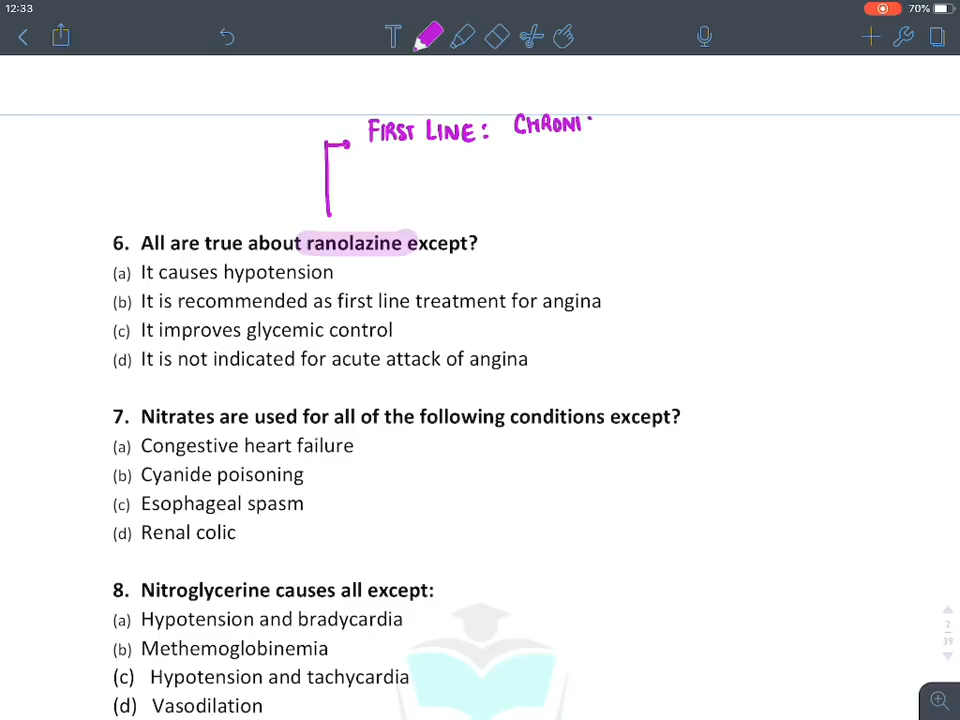 12:33
70%
T
FIRST LINE: CHRONI
6. All are true about ranolazine except?
(a) It causes hypotension
(b) It is recommended as first line treatment for angina
(c) It improves glycemic control
(d) It is not indicated for acute attack of angina
7. Nitrates are used for all of the following conditions except?
(a) Congestive heart failure
(b) Cyanide poisoning
(c) Esophageal spasm
(d) Renal colic
8. Nitroglycerine causes all except:
(a) Hypotension and bradycardia
(b) Methemoglobinemia
(c) Hypotension and tachycardia
(d) Vasodilation
2
39